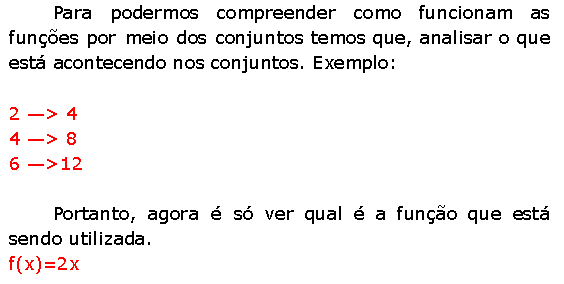 Para podermos compreender como funcionam as
funções por meio dos conjuntos temos que, analisar o que
está acontecendo nos conjuntos. Exemplo:
2 —> 4
4 —> 8
6 —>12
Portanto, agora é só ver qual é a função que está
sendo utilizada.
f(x)=2x